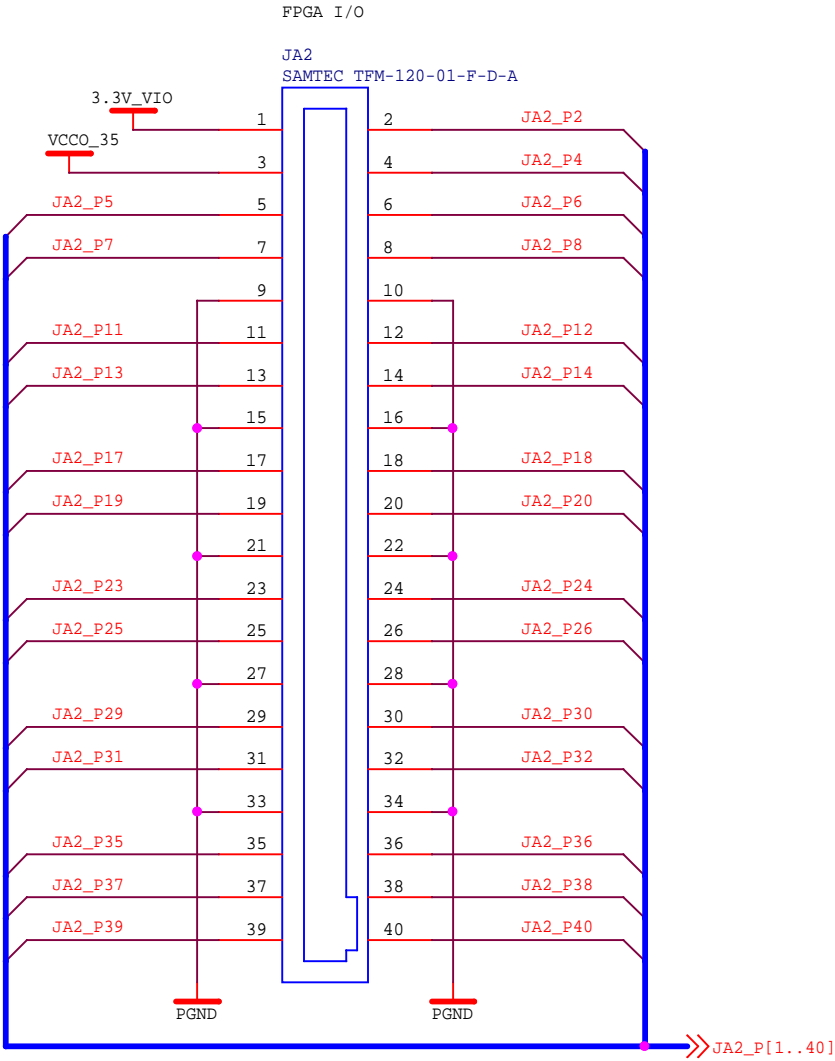 FPGA I/O
JA2
SAMTEC TFM-120-01-F-D-A
3.3V_VIO
1 2 JA2_P2
VCCO_35
3 4 JA2_P4
JA2_P5 5 6 JA2_P6
JA2_P7 7 8 JA2_P8
9 10
JA2_P11 11 12 JA2_P12
JA2_P13 13 14 JA2_P14
15 16
JA2_P17 17 18 JA2_P18
JA2_P19 19 20 JA2_P20
21 22
JA2_P23 23 24 JA2_P24
JA2_P25 25 26 JA2_P26
27 28
JA2_P29 29 30 JA2_P30
JA2_P31 31 32 JA2_P32
33 34
JA2_P35 35 36 JA2_P36
JA2_P37 37 38 JA2_P38
JA2_P39 39 40 JA2_P40
PGND PGND
JA2_P[1..40]